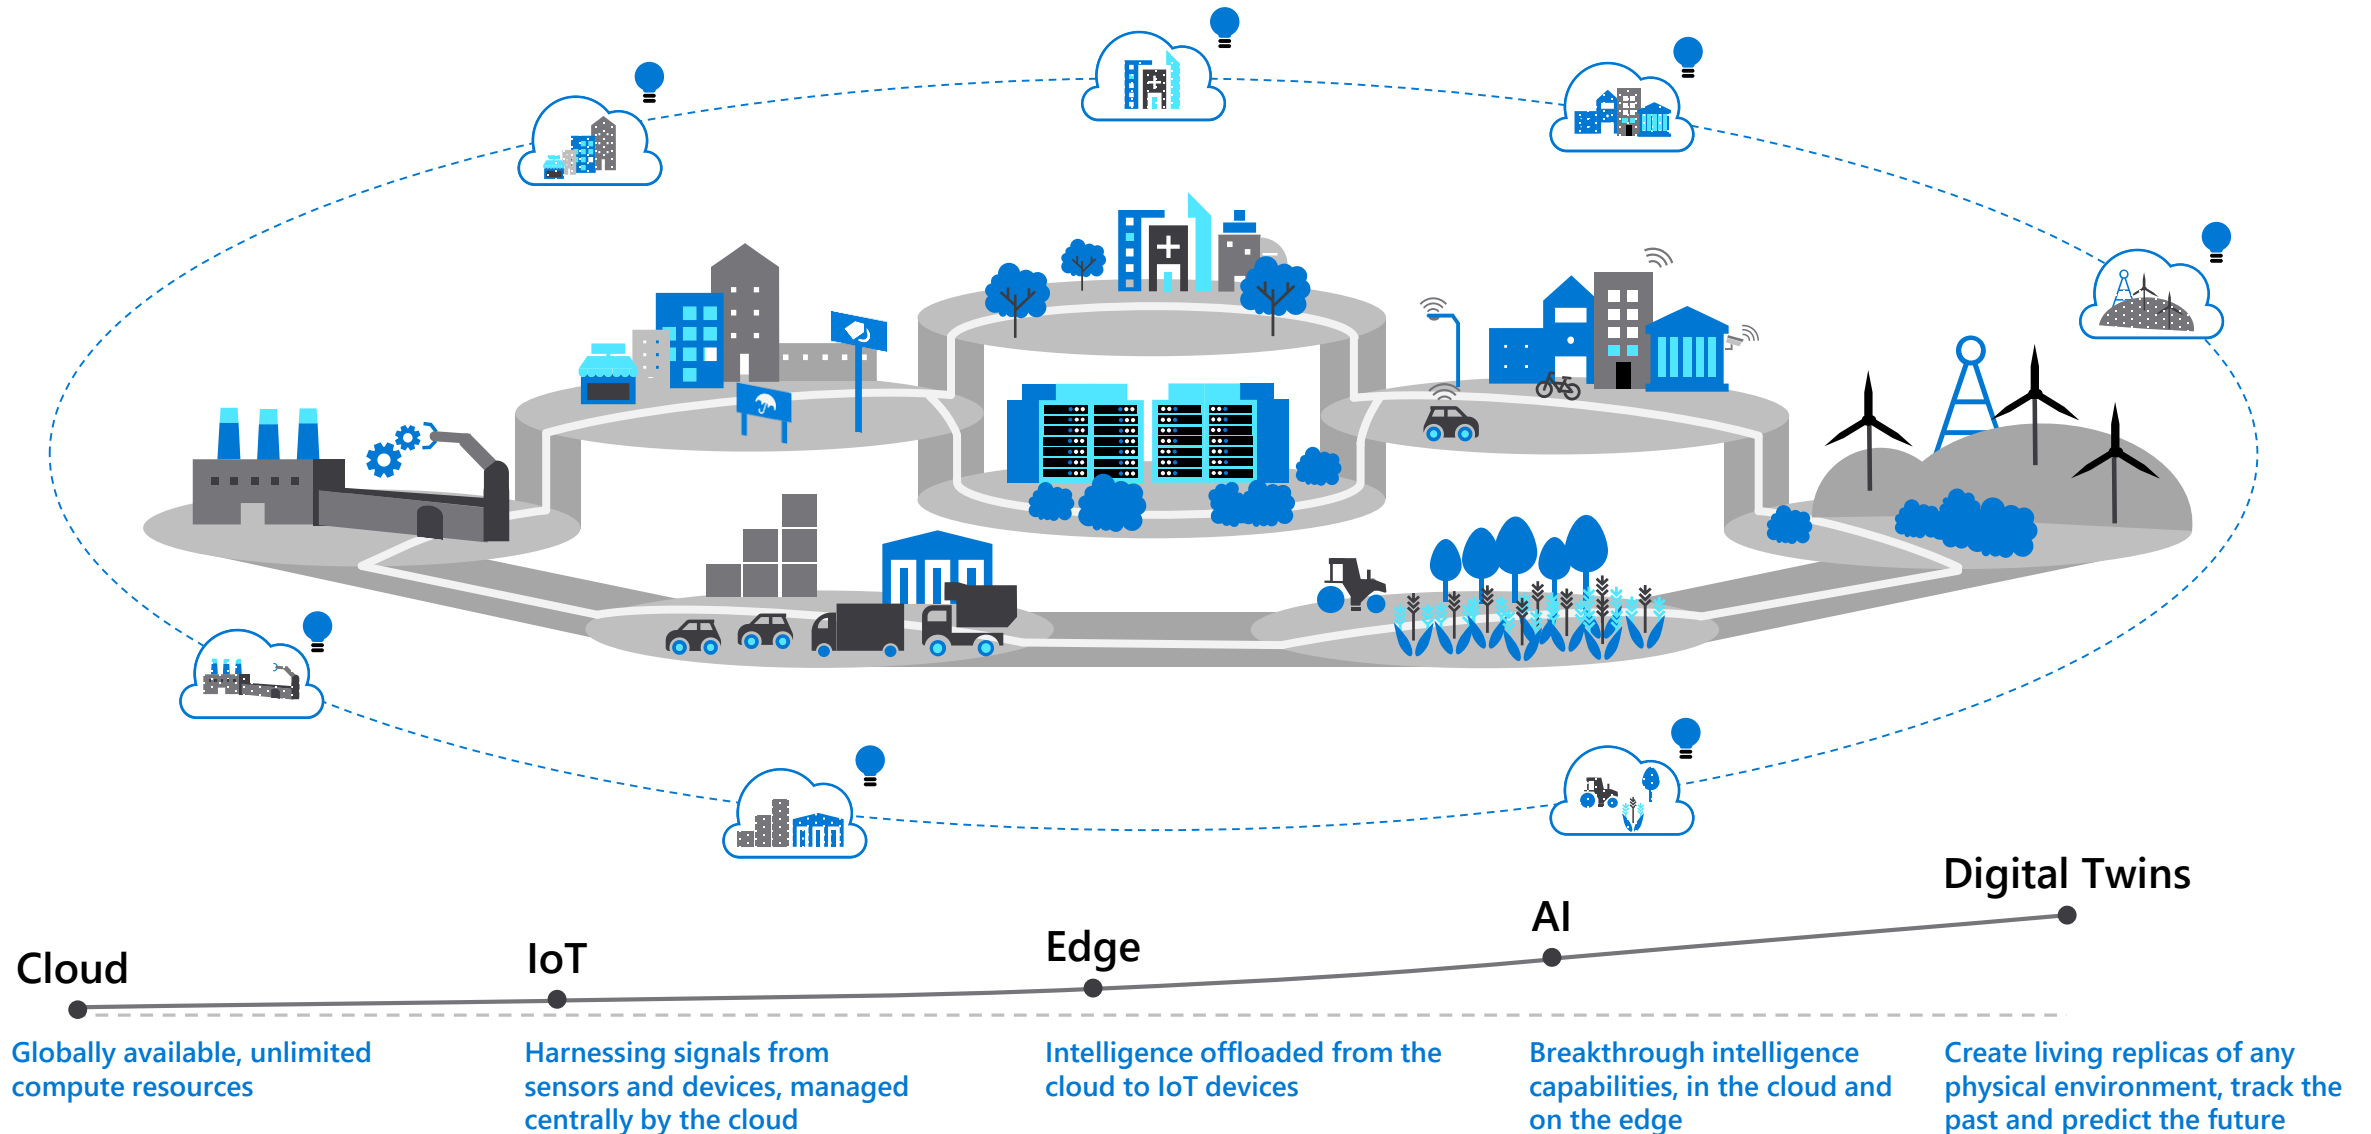 Digital Twins
AI
Edge
IoT
Cloud
Globally available, unlimited
compute resources
Harnessing signals from
sensors and devices, managed
centrally by the cloud
Intelligence offloaded from the
cloud to IoT devices
Breakthrough intelligence
capabilities, in the cloud and
on the edge
Create living replicas of any
physical environment, track the
past and predict the future